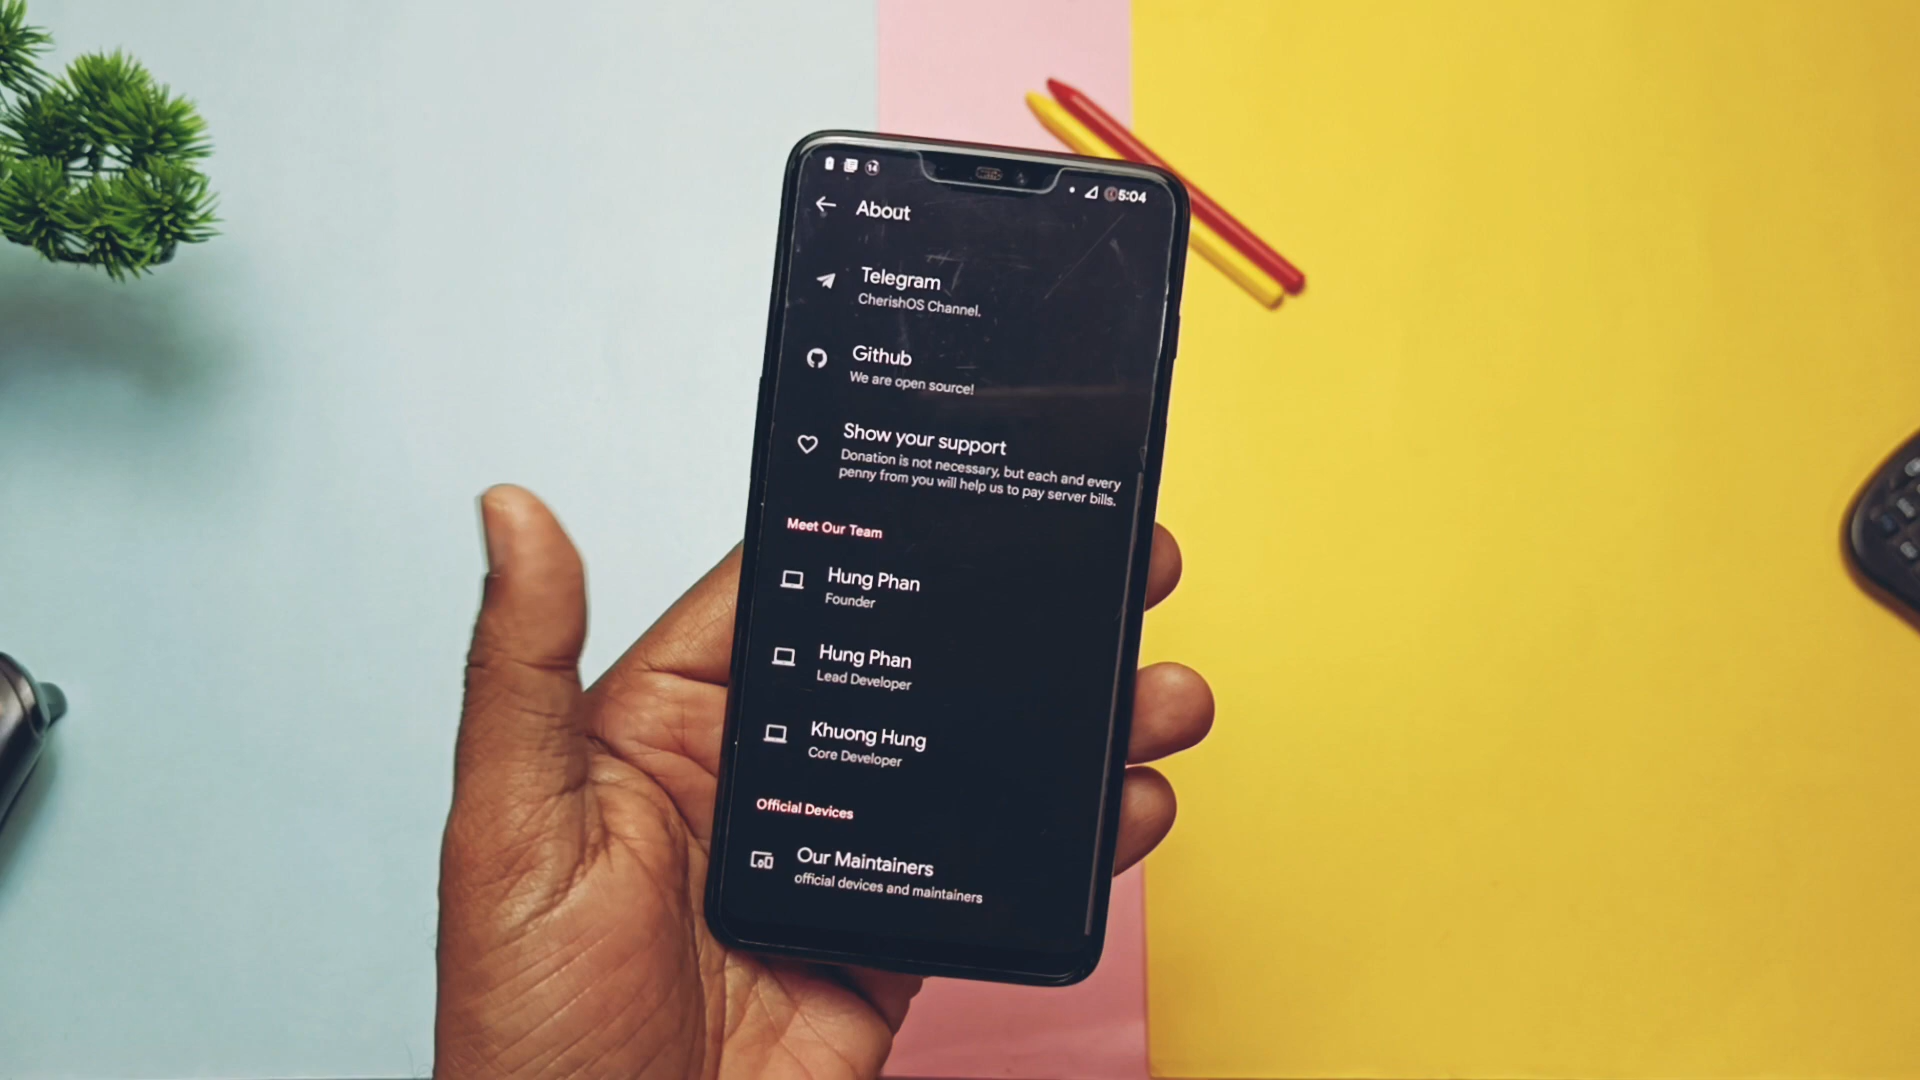 14
5:04
About
Telegram
CherishOS Channel.
Github
We are open source!
Show your support
Donation is not necessary, but each and every
penny from you will help us to pay server bills.
Meet Our Team
Hung Phan
Founder
Hung Phan
Lead Developer
Khuong Hung
Core Developer
Official Devices
Our Maintainers
official devices and maintainers